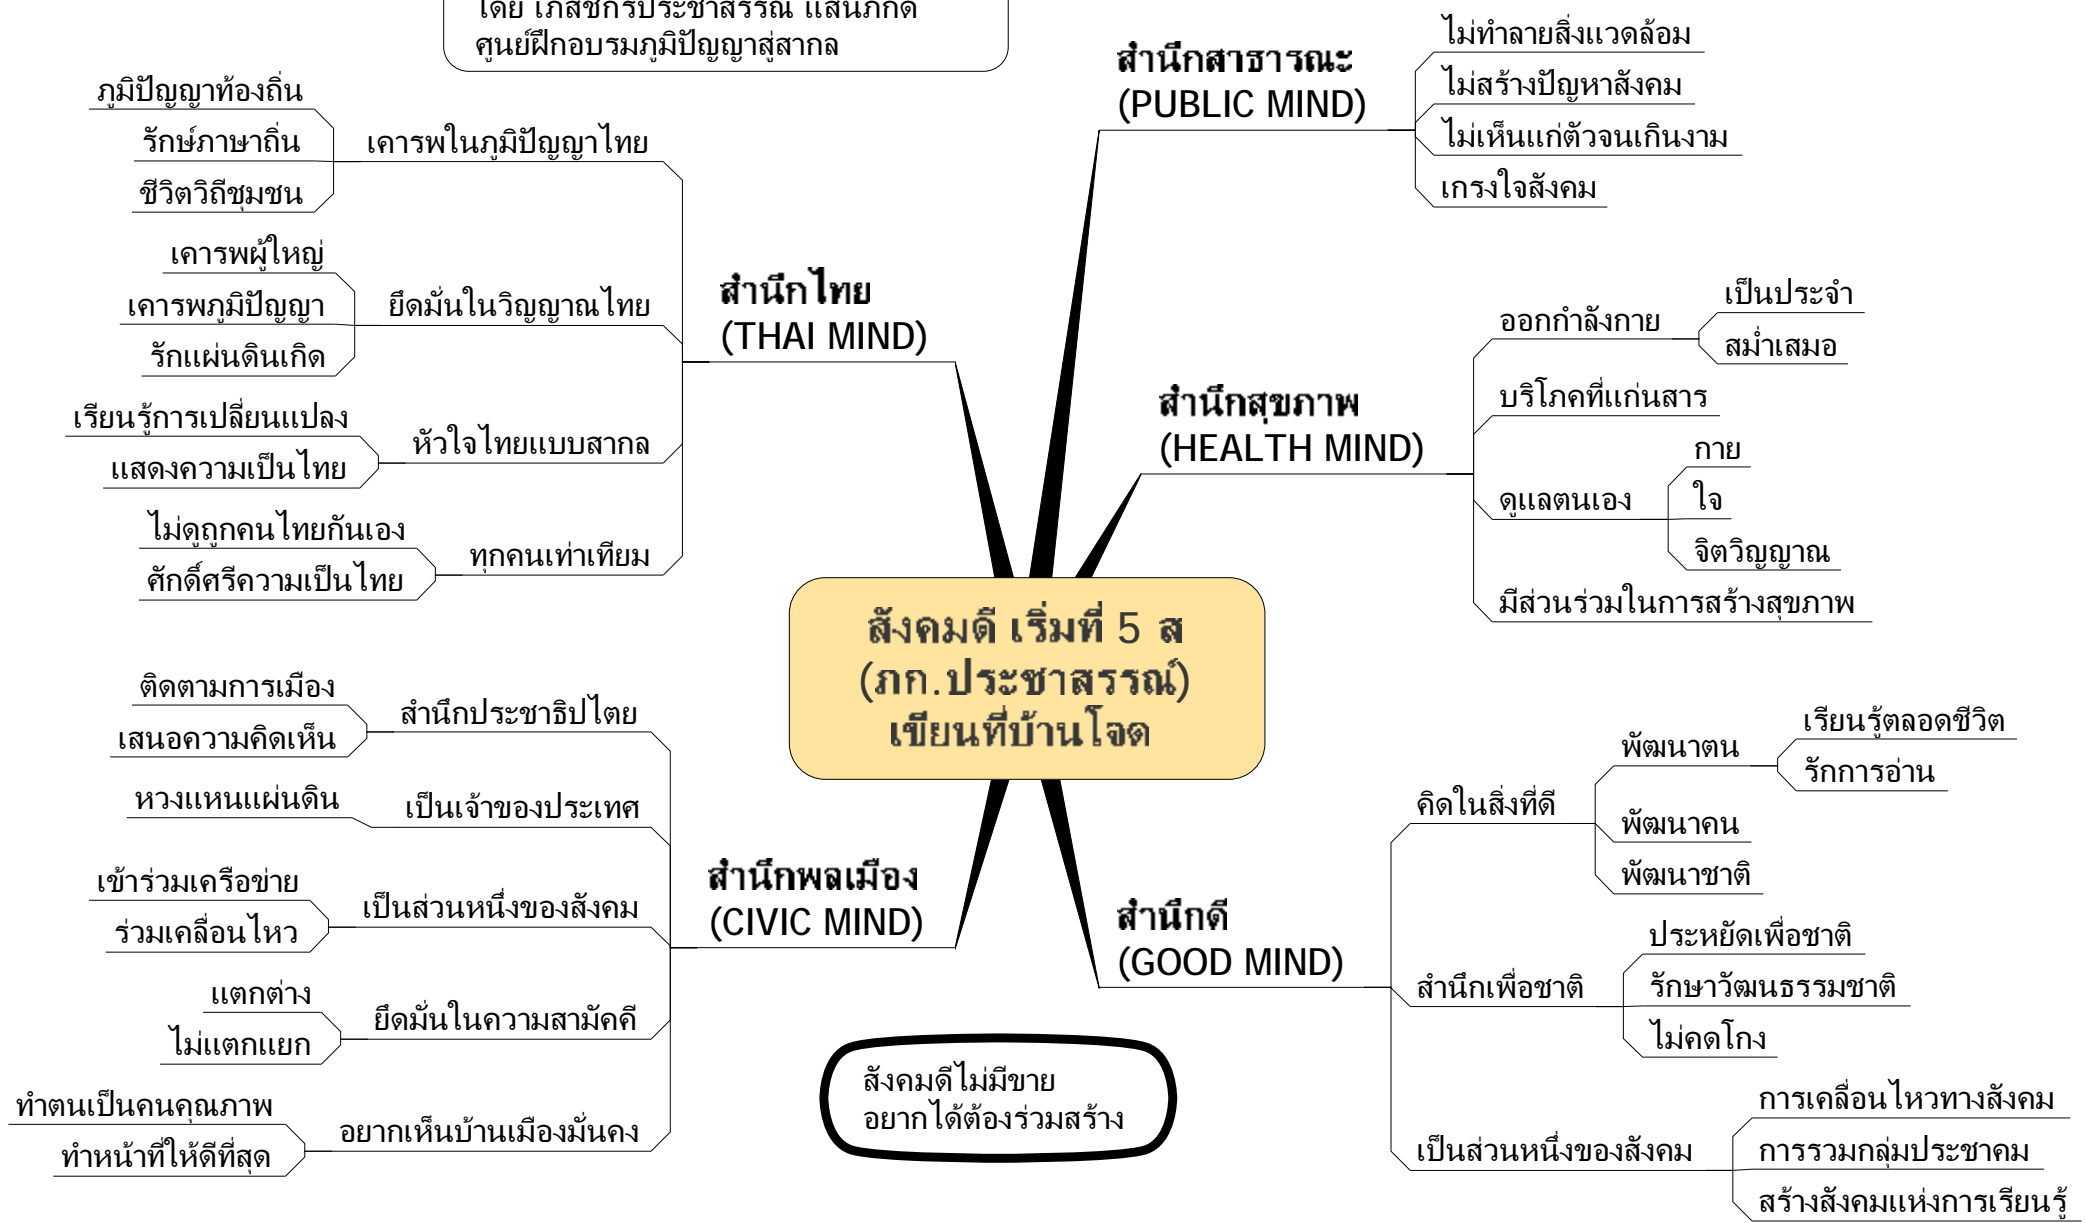 โดย เภสัชกรประชาสรรณ์ แสนภักดี
ศูนย์ฝึกอบรมภูมิปัญญาสู่สากล
สังคมดี เริ่มที่ 5 ส
(ภก.ประชาสรรณ์)
เขียนที่บ้านโจด
สำนึกสาธารณะ
(PUBLIC MIND)
ไม่ทำลายสิ่งแวดล้อม
ไม่สร้างปัญหาสังคม
ไม่เห็นแก่ตัวจนเกินงาม
เกรงใจสังคม
สำนึกสุขภาพ
(HEALTH MIND)
ออกกำลังกาย
เป็นประจำ
สม่ำเสมอ
บริโภคที่แก่นสาร
ดูแลตนเอง
กาย
ใจ
จิตวิญญาณ
มีส่วนร่วมในการสร้างสุขภาพ
สำนึกดี
(GOOD MIND)
คิดในสิ่งที่ดี
พัฒนาตน
เรียนรู้ตลอดชีวิต
รักการอ่าน
พัฒนาคน
พัฒนาชาติ
สำนึกเพื่อชาติ
ประหยัดเพื่อชาติ
รักษาวัฒนธรรมชาติ
ไม่คดโกง
เป็นส่วนหนึ่งของสังคม
การเคลื่อนไหวทางสังคม
การรวมกลุ่มประชาคม
สร้างสังคมแห่งการเรียนรู้
สำนึกไทย
(THAI MIND)
เคารพในภูมิปัญญาไทย
ภูมิปัญญาท้องถิ่น
รักษ์ภาษาถิ่น
ชีวิตวิถีชุมชน
ยึดมั่นในวิญญาณไทย
เคารพผู้ใหญ่
เคารพภูมิปัญญา
รักแผ่นดินเกิด
หัวใจไทยแบบสากล
เรียนรู้การเปลี่ยนแปลง
แสดงความเป็นไทย
ทุกคนเท่าเทียม
ไม่ดูถูกคนไทยกันเอง
ศักดิ์ศรีความเป็นไทย
สำนึกพลเมือง
(CIVIC MIND)
สำนึกประชาธิปไตย
ติดตามการเมือง
เสนอความคิดเห็น
เป็นเจ้าของประเทศ
หวงแหนแผ่นดิน
เป็นส่วนหนึ่งของสังคม
เข้าร่วมเครือข่าย
ร่วมเคลื่อนไหว
ยึดมั่นในความสามัคคี
แตกต่าง
ไม่แตกแยก
อยากเห็นบ้านเมืองมั่นคง
ทำตนเป็นคนคุณภาพ
ทำหน้าที่ให้ดีที่สุด
สังคมดีไม่มีขาย
อยากได้ต้องร่วมสร้าง